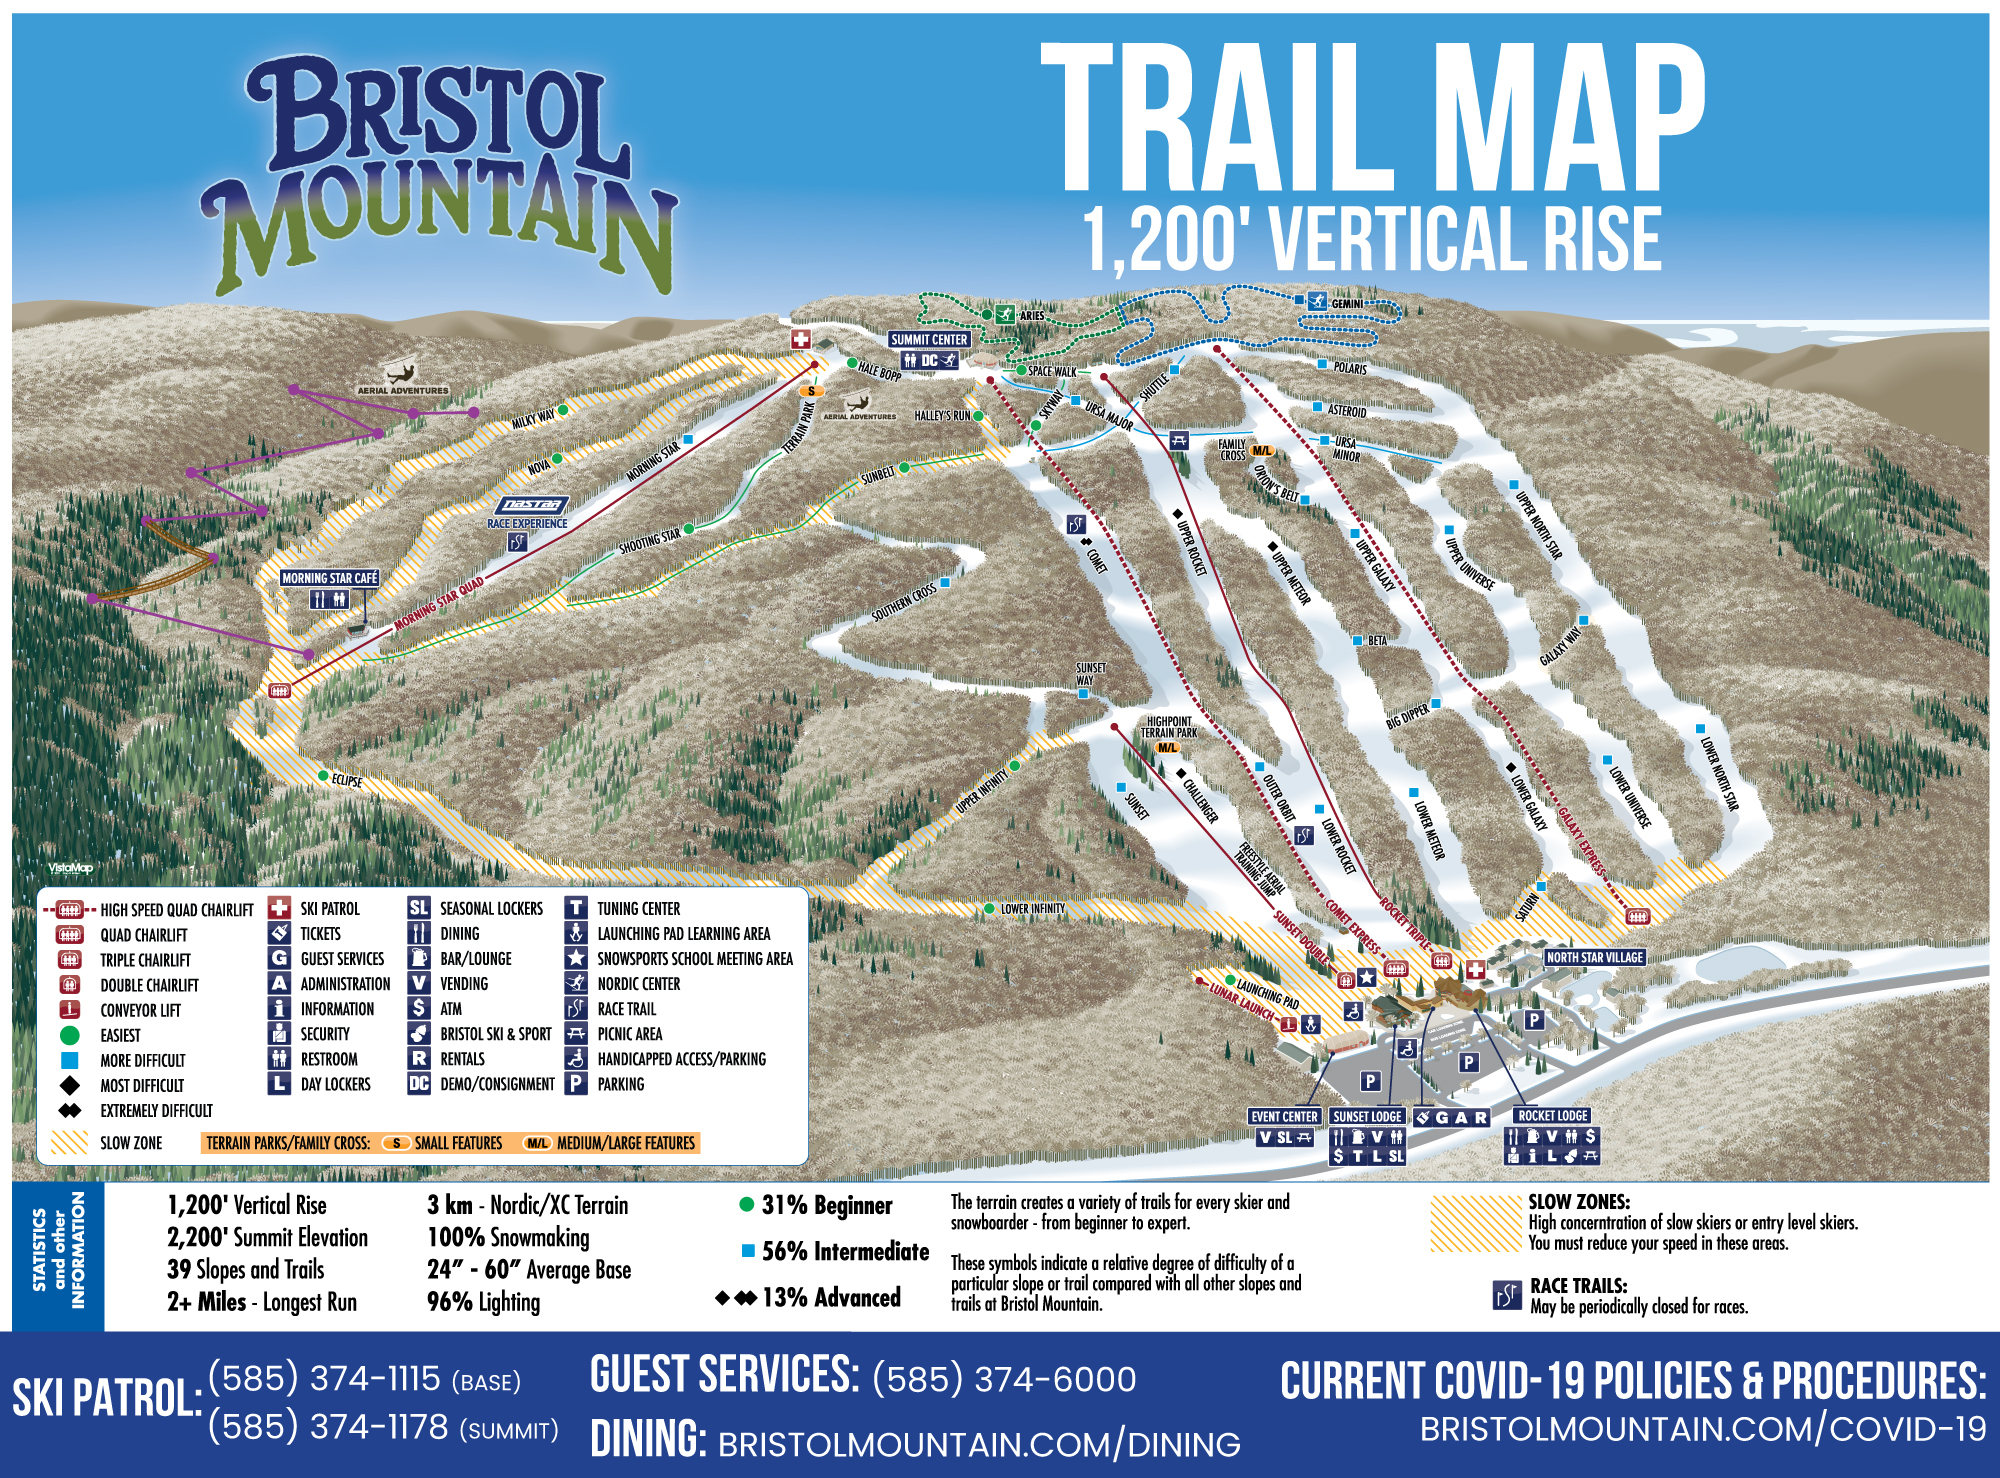 BRISTOL
MOUNTAIN
TRAIL MAP
1,200' VERTICAL RISE
GEMINI
ARIES
SUMMIT CENTER
DC
HALE BOPP
SPACE WALK
SHUTTLE
POLARIS
AERIAL ADVENTURES
S
AERIAL ADVENTURES
MILKY WAY
TERRAIN PARK
HALLEY'S RUN
SKYWAY
URSA MAJOR
ASTEROID
FAMILY
CROSS
M/L
URSA
MINOR
NOVA
MORNING STAR
SUNBELT
ORION'S BELT
NASTAR
RACE EXPERIENCE
SHOOTING STAR
COMET
UPPER ROCKET
UPPER METEOR
UPPER GALAXY
UPPER UNIVERSE
UPPER NORTH STAR
MORNING STAR CAFÉ
MORNING STAR QUAD
SOUTHERN CROSS
BETA
GALAXY WAY
SUNSET
WAY
BIG DIPPER
HIGHPOINT
TERRAIN PARK
M/L
ECLIPSE
UPPER INFINITY
SUNSET
CHALLENGER
OUTER ORBIT
LOWER ROCKET
LOWER METEOR
LOWER GALAXY
GALAXY EXPRESS
LOWER UNIVERSE
LOWER NORTH STAR
FREESTYLE AERIAL
TRAINING JUMP
VistaMap
LOWER INFINITY
SUNSET DOUBLE
COMET EXPRESS
ROCKET TRIPLE
SATURN
NORTH STAR VILLAGE
LAUNCHING PAD
LUNAR LAUNCH
P
P
P
EVENT CENTER
V SL
SUNSET LODGE
V
$ T L SL
G A R
ROCKET LODGE
V $
i L
HIGH SPEED QUAD CHAIRLIFT
QUAD CHAIRLIFT
TRIPLE CHAIRLIFT
DOUBLE CHAIRLIFT
CONVEYOR LIFT
EASIEST
MORE DIFFICULT
MOST DIFFICULT
EXTREMELY DIFFICULT
SLOW ZONE
SKI PATROL
TICKETS
G GUEST SERVICES
A ADMINISTRATION
i INFORMATION
SECURITY
RESTROOM
L DAY LOCKERS
SL SEASONAL LOCKERS
DINING
BAR/LOUNGE
V VENDING
$ ATM
BRISTOL SKI & SPORT
R RENTALS
DC DEMO/CONSIGNMENT
T TUNING CENTER
LAUNCHING PAD LEARNING AREA
SNOWSPORTS SCHOOL MEETING AREA
NORDIC CENTER
RACE TRAIL
PICNIC AREA
HANDICAPPED ACCESS/PARKING
P PARKING
TERRAIN PARKS/FAMILY CROSS: S SMALL FEATURES M/L MEDIUM/LARGE FEATURES
STATISTICS
and other
INFORMATION
1,200' Vertical Rise
2,200' Summit Elevation
39 Slopes and Trails
2+ Miles - Longest Run
3 km - Nordic/XC Terrain
100% Snowmaking
24” - 60” Average Base
96% Lighting
31% Beginner
56% Intermediate
13% Advanced
The terrain creates a variety of trails for every skier and
snowboarder - from beginner to expert.
These symbols indicate a relative degree of difficulty of a
particular slope or trail compared with all other slopes and
trails at Bristol Mountain.
SLOW ZONES:
High concerntration of slow skiers or entry level skiers.
You must reduce your speed in these areas.
RACE TRAILS:
May be periodically closed for races.
SKI PATROL: (585) 374-1115 (BASE)
(585) 374-1178 (SUMMIT)
GUEST SERVICES: (585) 374-6000
DINING: BRISTOLMOUNTAIN.COM/DINING
CURRENT COVID-19 POLICIES & PROCEDURES:
BRISTOLMOUNTAIN.COM/COVID-19